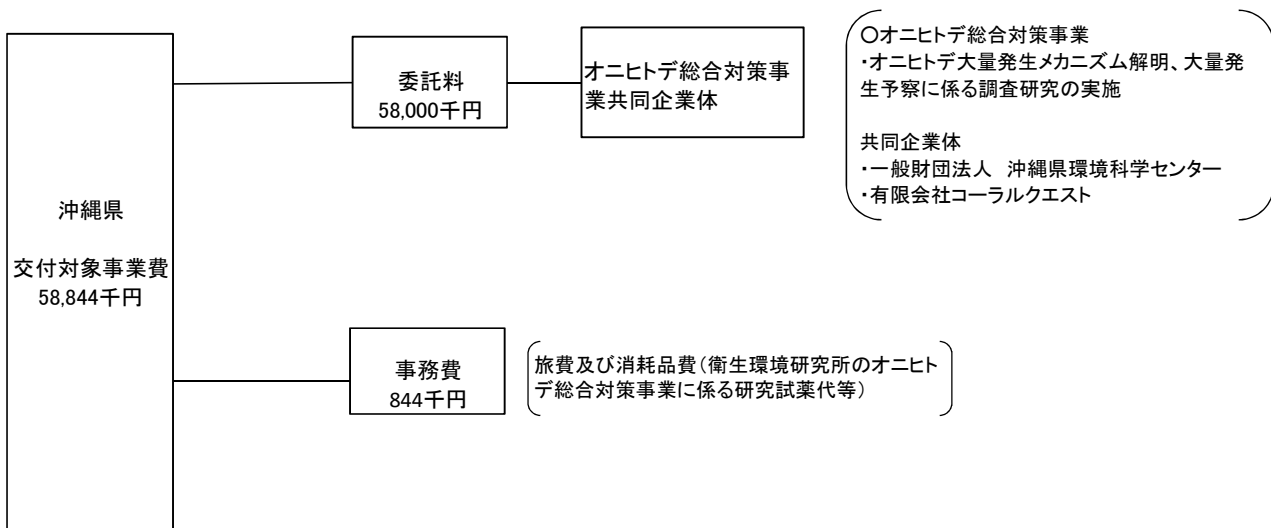 沖縄県
交付対象事業費
58,844千円
委託料
58,000千円
オニヒトデ総合対策事
業共同企業体
〇オニヒトデ総合対策事業
・オニヒトデ大量発生メカニズム解明、大量発
生予察に係る調査研究の実施
共同企業体
・一般財団法人　沖縄県環境科学センター
・有限会社コーラルクエスト
事務費
844千円
旅費及び消耗品費(衛生環境研究所のオニヒト
デ総合対策事業に係る研究試薬代等)